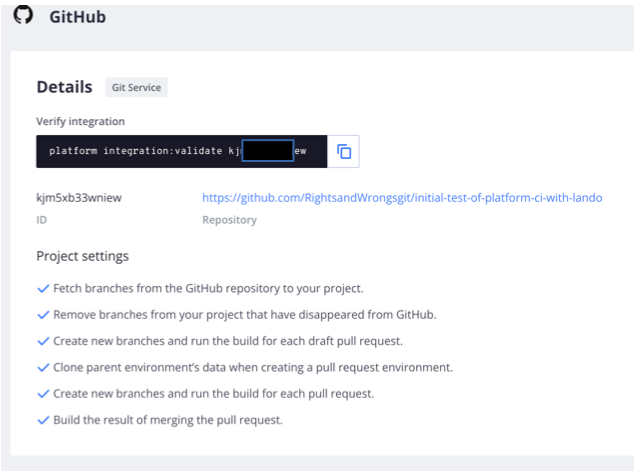 GitHub
Details Git Service
Verify integration
platform integration:validate kj ew
kjm5xb33wniew https://github.com/RightsandWrongsgit/initial-test-of-platform-ci-with-lando
ID Repository
Project settings
Fetch branches from the GitHub repository to your project.
Remove branches from your project that have disappeared from GitHub.
Create new branches and run the build for each draft pull request.
Clone parent environment's data when creating a pull request environment.
Create new branches and run the build for each pull request.
Build the result of merging the pull request.